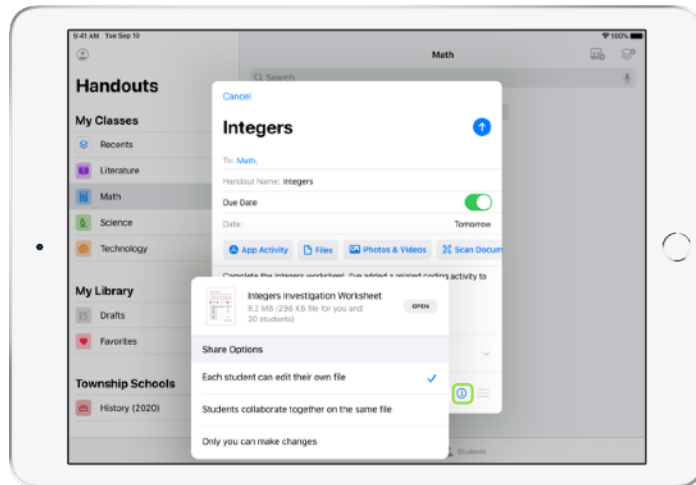 9:41 AM Tue Sep 10
100%
Handouts
My Classes
Recents
Literature
Math
Science
Technology
My Library
Drafts
Favorites
Township Schools
History (2020)
Math
Search
Cancel
Integers
To: Math,
Handout Name: Integers
Due Date
Date: Tomorrow
App Activity
Files
Photos & Videos
Scan Docum
Complete the integers worksheet. I've added a related coding activity to
Integers Investigation Worksheet
9.2 MB (298 KB file for you and
30 students)
OPEN
Share Options
Each student can edit their own file
Students collaborate together on the same file
Only you can make changes
Students